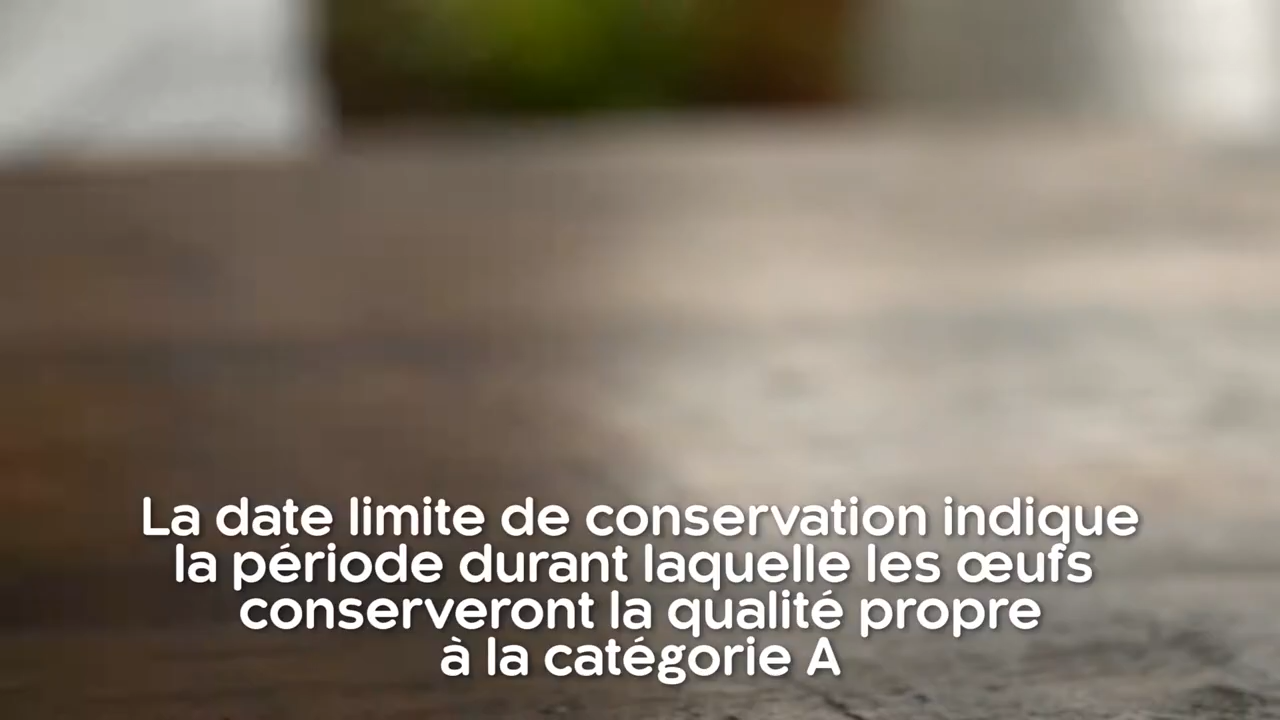 La date limite de conservation indique
la période durant laquelle les œufs
conserveront la qualité propre
à la catégorie A